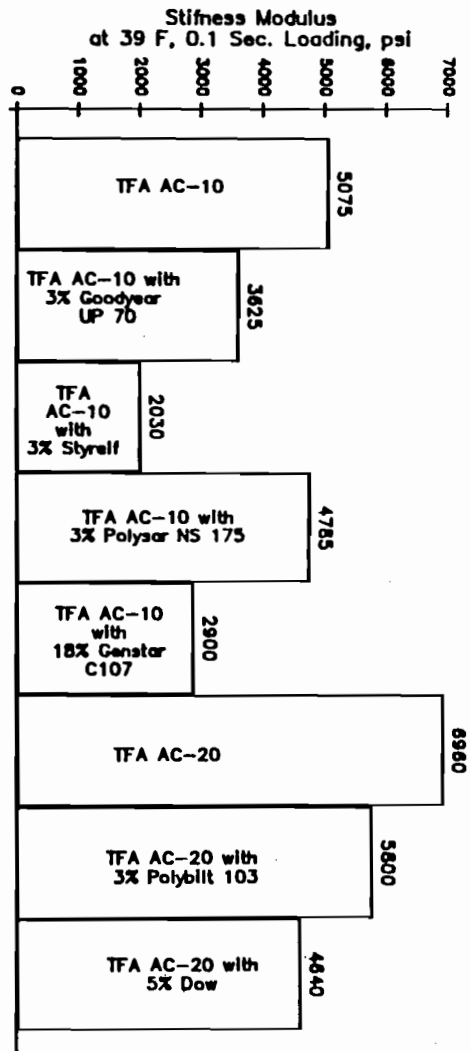 Stifness Modulus
at 39 F, 0.1 Sec. Loading, psi
0
1000
2000
3000
4000
5000
6000
7000
TFA AC-10
5075
TFA AC-10 with
3% Goodyear
UP 70
3625
TFA
AC-10
with
3% Styrelf
2030
TFA AC-10 with
3% Polysar NS 175
4785
TFA AC-10
with
18% Genstar
C107
2900
TFA AC-20
6960
TFA AC-20 with
3% Polybilt 103
5800
TFA AC-20 with
5% Dow
4640